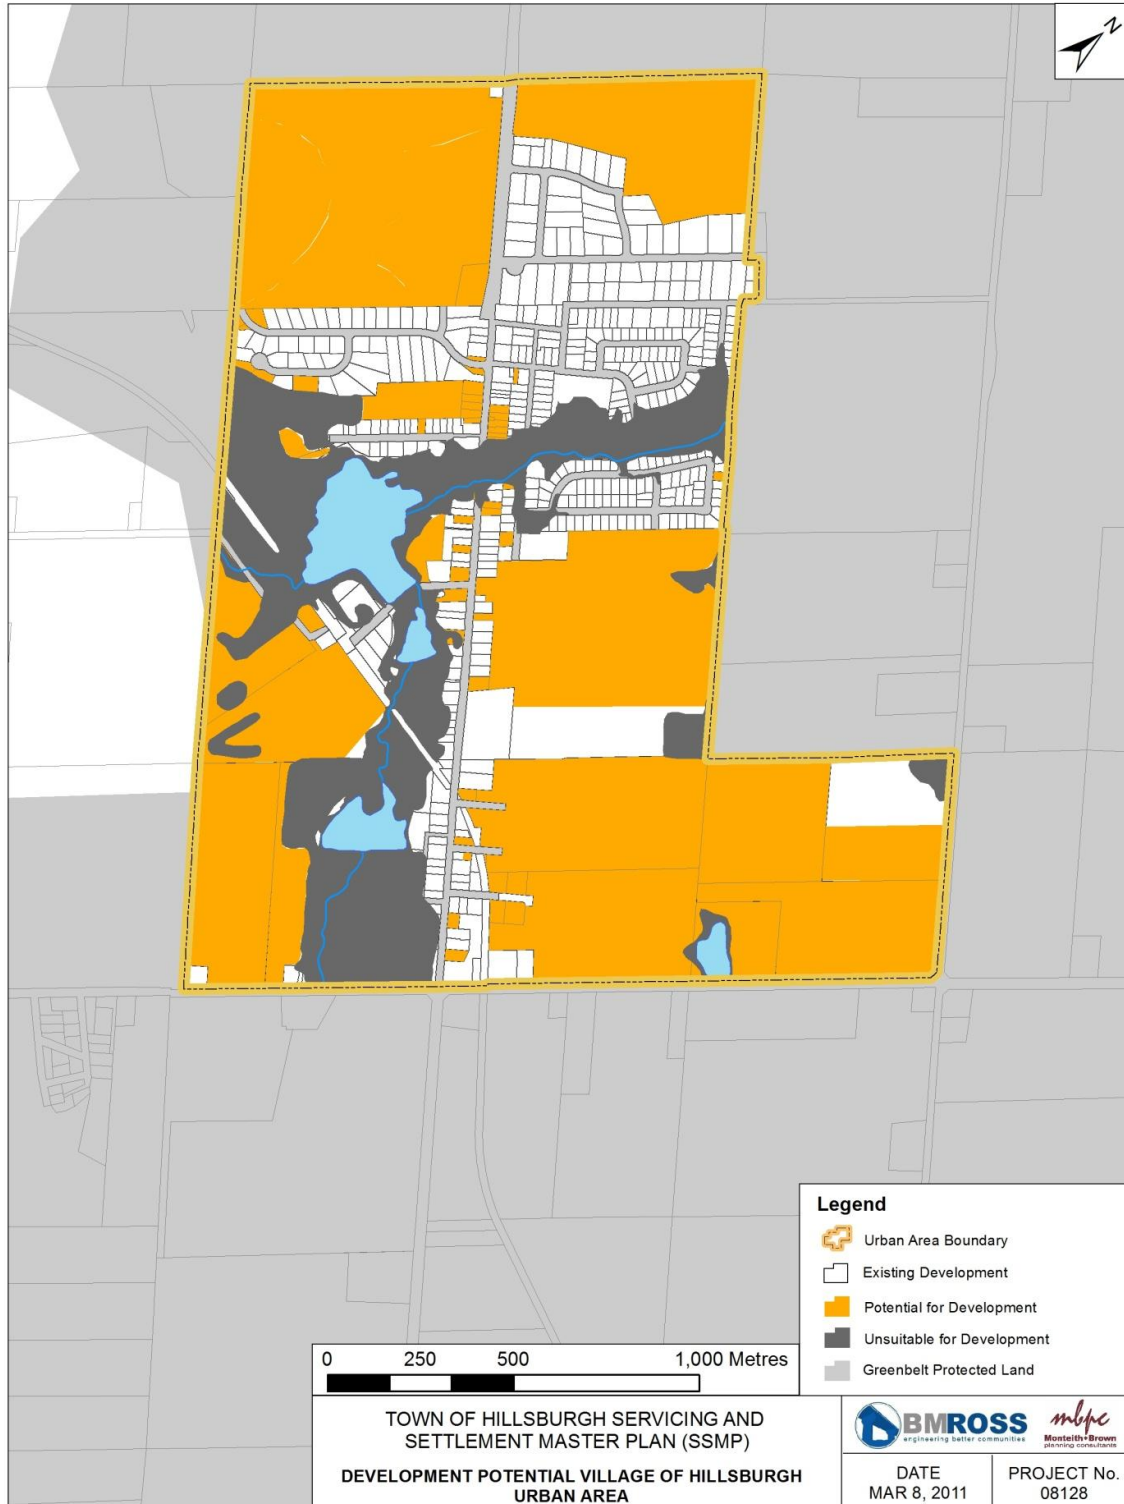 N
Legend
Urban Area Boundary
Existing Development
Potential for Development
Unsuitable for Development
Greenbelt Protected Land
0 250 500 1,000 Metres
TOWN OF HILLSBURGH SERVICING AND
SETTLEMENT MASTER PLAN (SSMP)
DEVELOPMENT POTENTIAL VILLAGE OF HILLSBURGH
URBAN AREA
BMROSS
engineering better communities
mbpc
Monteith+Brown
planning consultants
DATE
MAR 8, 2011
PROJECT No.
08128